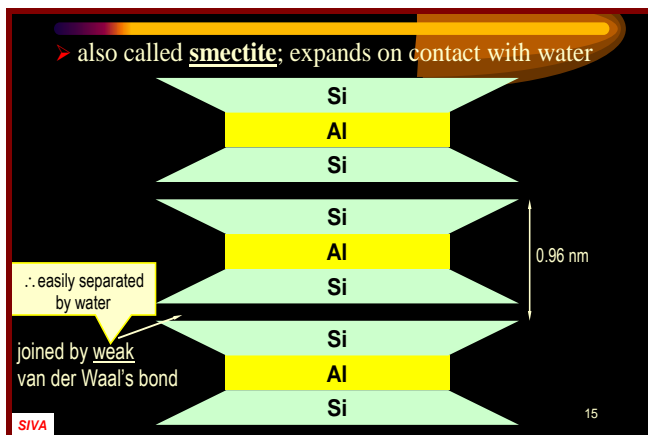 ➤ also called smectite; expands on contact with water
Si
Al
Si
Si
Al
Si
0.96 nm
∴ easily separated
by water
joined by weak
van der Waal's bond
Si
Al
Si
15
SIVA